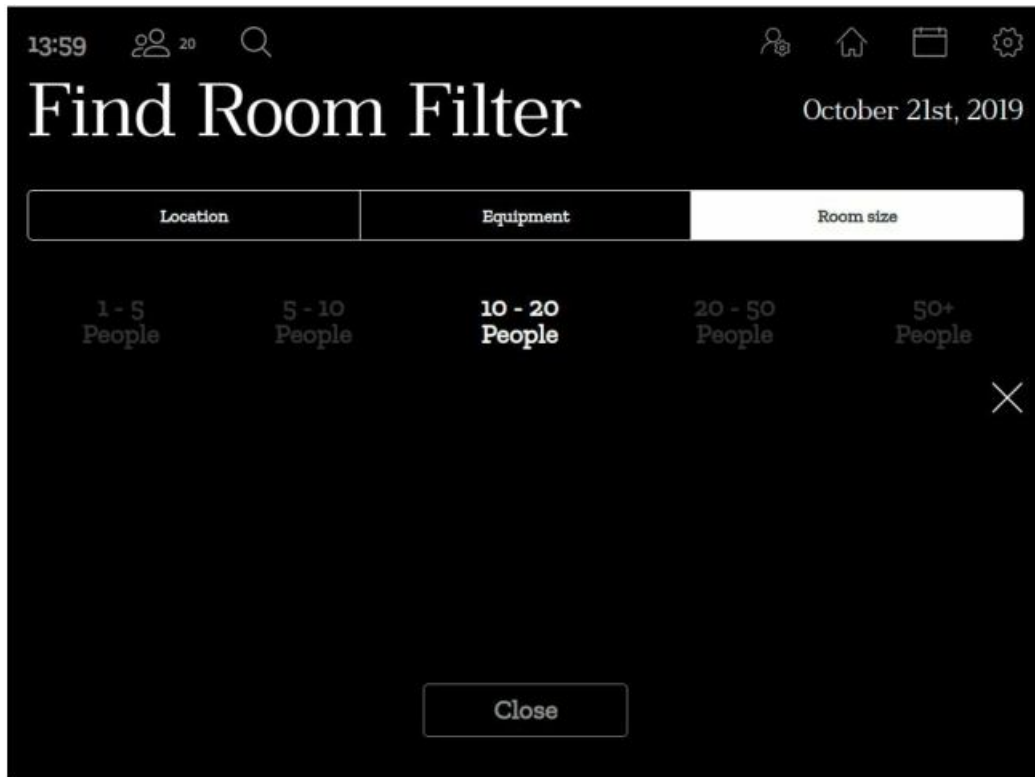 13:59 20
Find Room Filter
October 21st, 2019
Location Equipment Room size
1 - 5 5 - 10 10 - 20 20 - 50 50+
People People People People People
Close